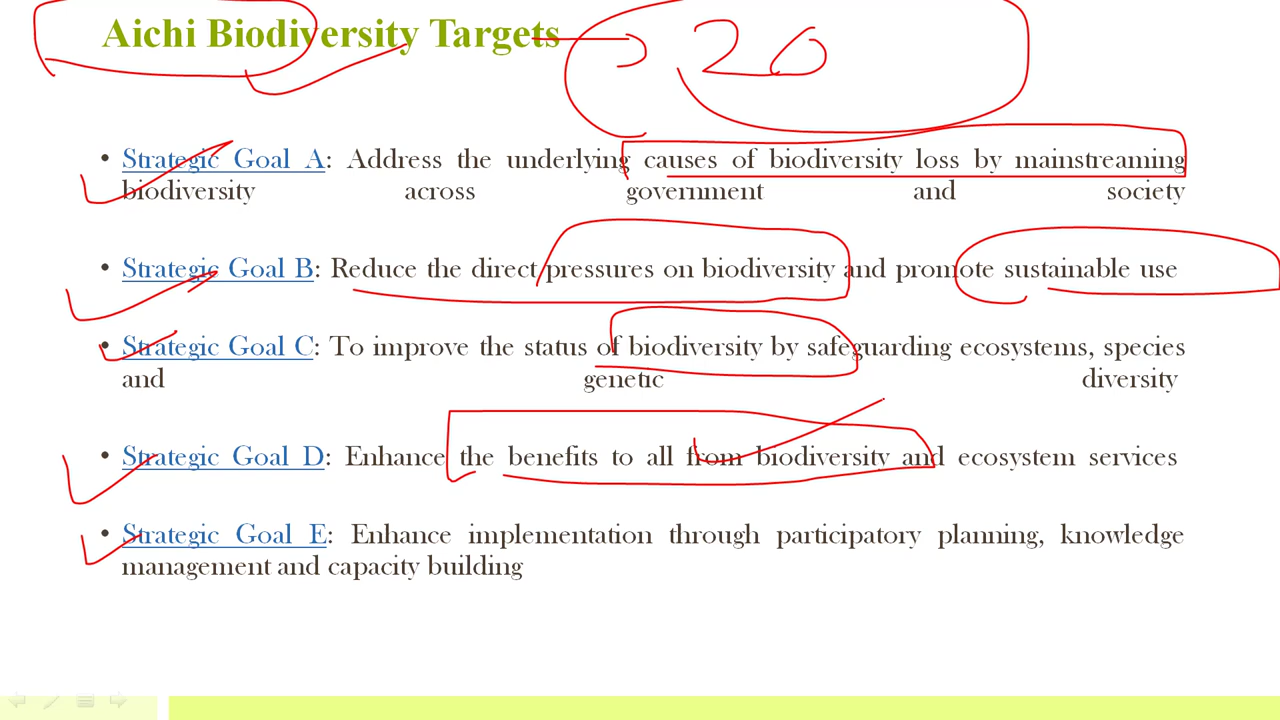 Aichi Biodiversity Targets 20
• Strategic Goal A: Address the underlying causes of biodiversity loss by mainstreaming
biodiversity across government and society
• Strategic Goal B: Reduce the direct pressures on biodiversity and promote sustainable use
• Strategic Goal C: To improve the status of biodiversity by safeguarding ecosystems, species
and genetic diversity
• Strategic Goal D: Enhance the benefits to all from biodiversity and ecosystem services
• Strategic Goal E: Enhance implementation through participatory planning, knowledge
management and capacity building